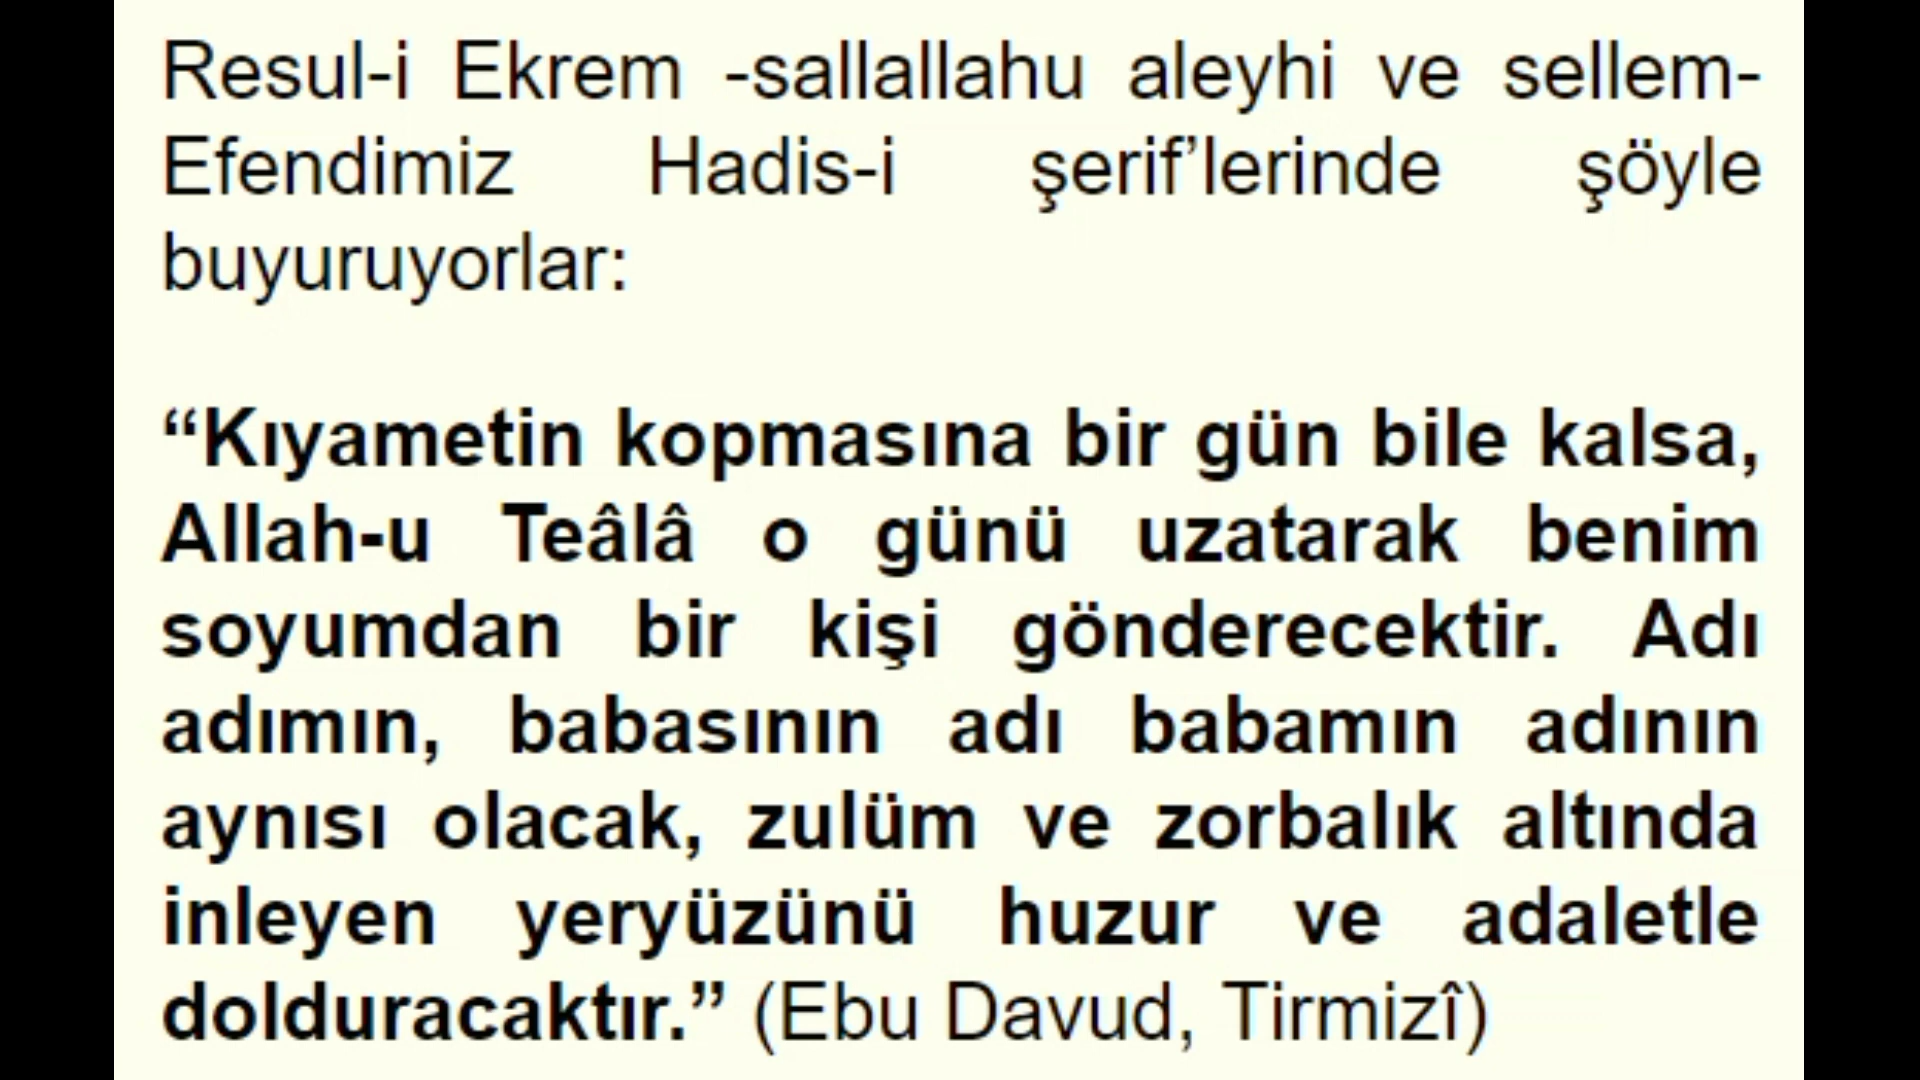 Resul-i Ekrem -sallallahu aleyhi ve sellem-
Efendimiz Hadis-i şerif’lerinde şöyle
buyuruyorlar:
“Kıyametin kopmasına bir gün bile kalsa,
Allah-u Teâlâ o günü uzatarak benim
soyumdan bir kişi gönderecektir. Adı
adımın, babasının adı babamın adının
aynısı olacak, zulüm ve zorbalık altında
inleyen yeryüzünü huzur ve adaletle
dolduracaktır.” (Ebu Davud, Tirmizî)